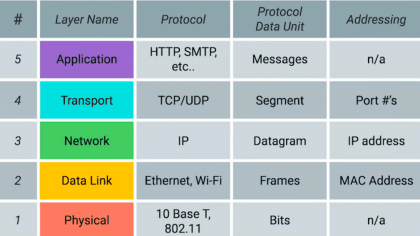 # Layer Name Protocol Protocol Data Unit Addressing
5 Application HTTP, SMTP, etc.. Messages n/a
4 Transport TCP/UDP Segment Port #'s
3 Network IP Datagram IP address
2 Data Link Ethernet, Wi-Fi Frames MAC Address
1 Physical 10 Base T, 802.11 Bits n/a